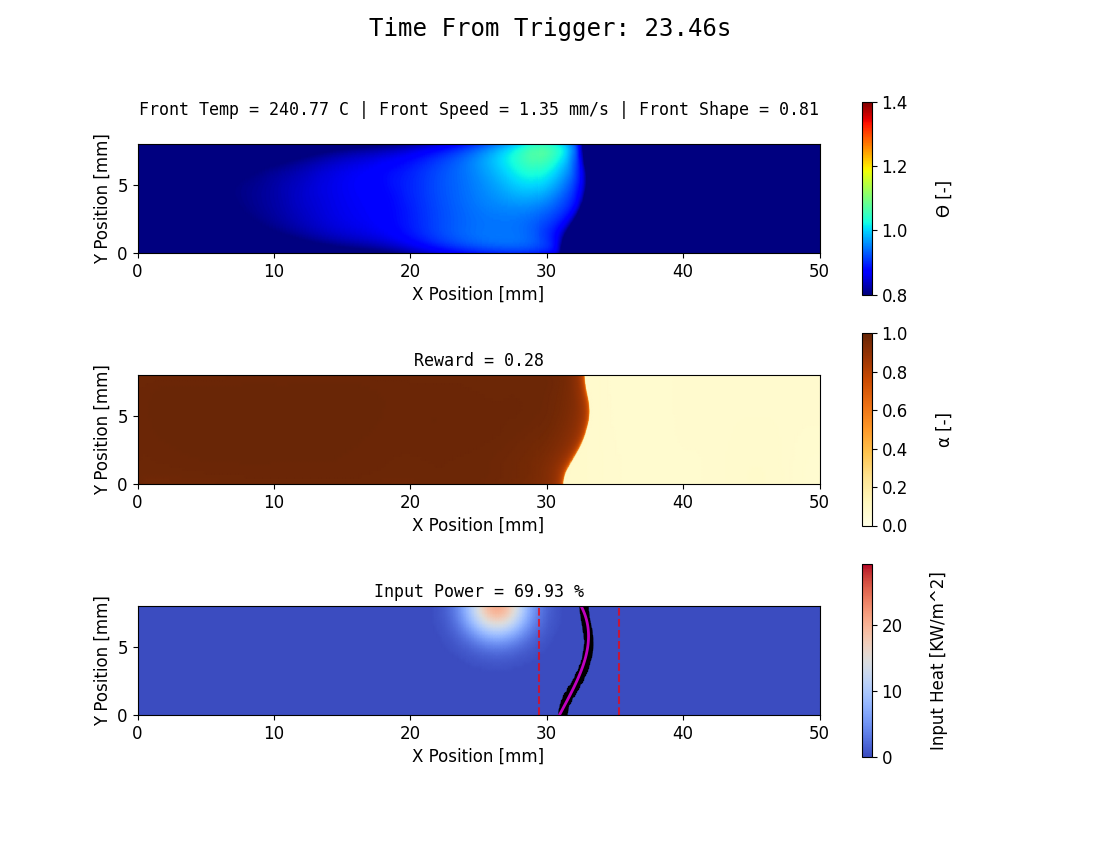 Time From Trigger: 23.46s
Front Temp = 240.77 C | Front Speed = 1.35 mm/s | Front Shape = 0.81
Y Position [mm]
5
0
0 10 20 30 40 50
X Position [mm]
1.4
1.2
1.0
0.8
Θ [-]
Reward = 0.28
Y Position [mm]
5
0
0 10 20 30 40 50
X Position [mm]
1.0
0.8
0.6
0.4
0.2
0.0
α [-]
Input Power = 69.93 %
Y Position [mm]
5
0
0 10 20 30 40 50
X Position [mm]
20
10
0
Input Heat [KW/m^2]